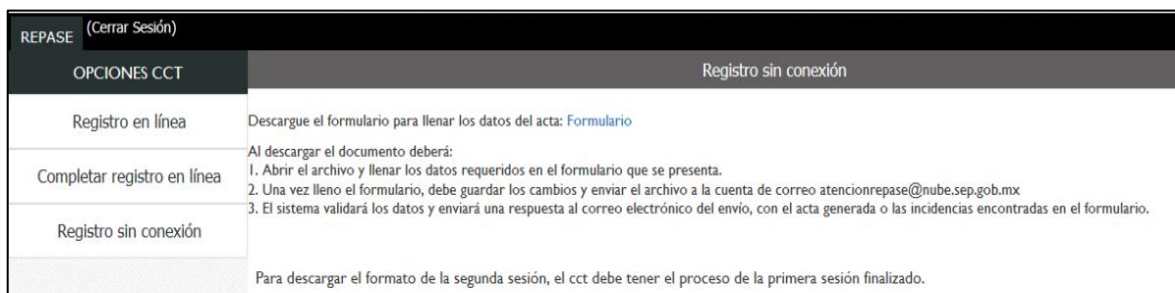 REPASE (Cerrar Sesión)
OPCIONES CCT
Registro sin conexión
Registro en línea
Completar registro en línea
Registro sin conexión
Descargue el formulario para llenar los datos del acta: Formulario
Al descargar el documento deberá:
1. Abrir el archivo y llenar los datos requeridos en el formulario que se presenta.
2. Una vez lleno el formulario, debe guardar los cambios y enviar el archivo a la cuenta de correo atencionrepase@nube.sep.gob.mx
3. El sistema validará los datos y enviará una respuesta al correo electrónico del envío, con el acta generada o las incidencias encontradas en el formulario.
Para descargar el formato de la segunda sesión, el cct debe tener el proceso de la primera sesión finalizado.